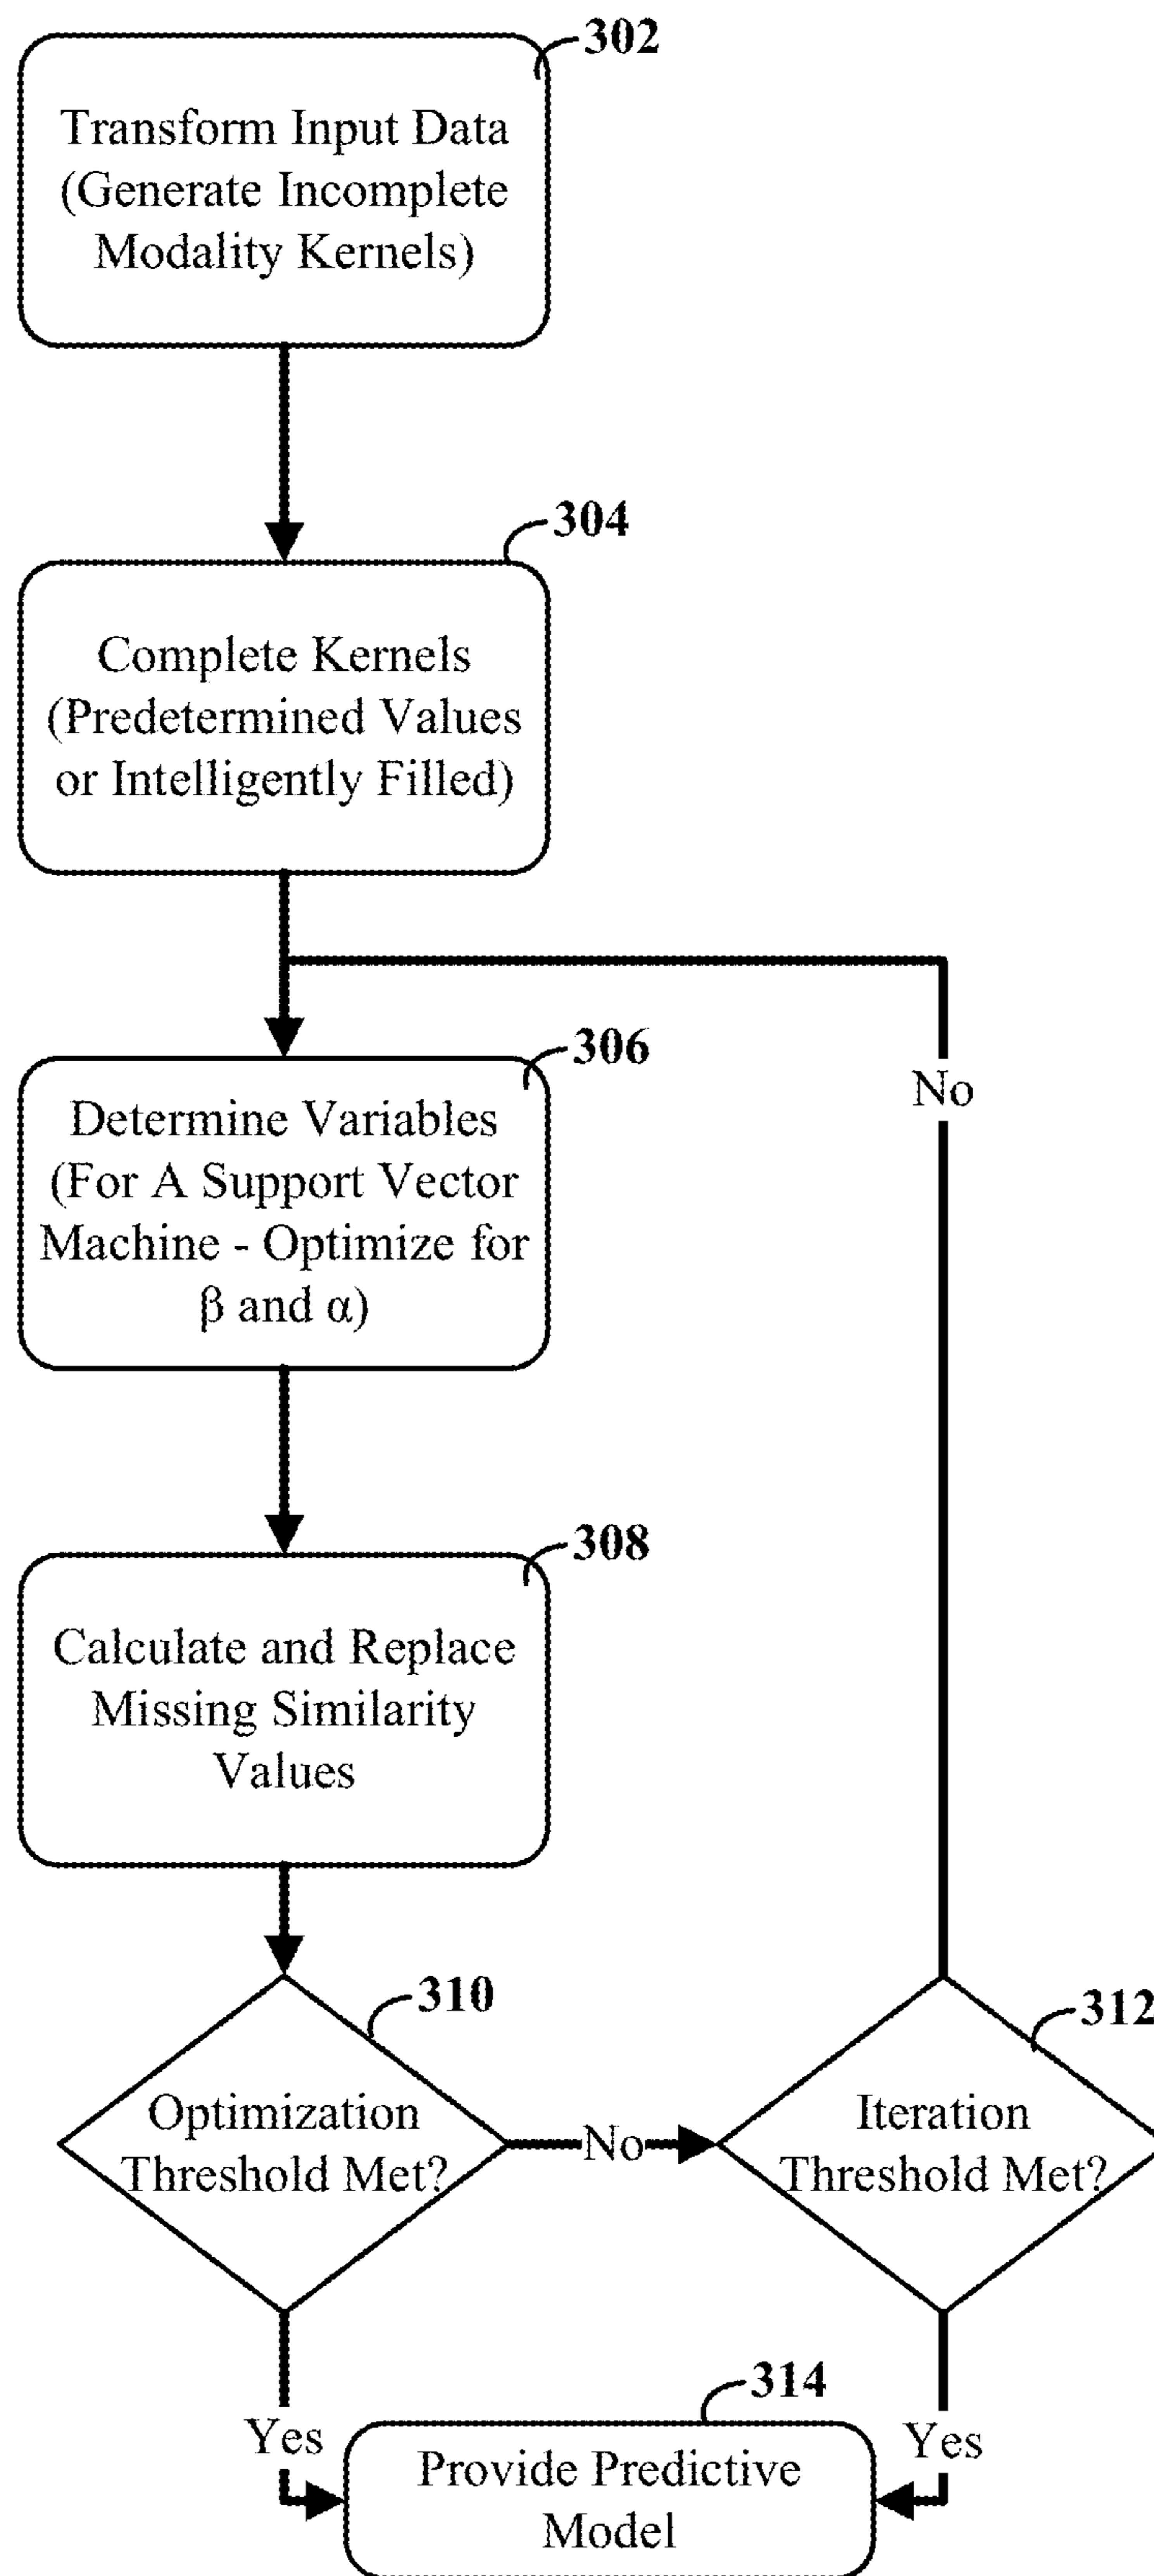 302
Transform Input Data
(Generate Incomplete
Modality Kernels)
304
Complete Kernels
(Predetermined Values
or Intelligently Filled)
306
Determine Variables
(For A Support Vector
Machine - Optimize for
β and α)
No
308
Calculate and Replace
Missing Similarity
Values
310
Optimization
Threshold Met?
No
312
Iteration
Threshold Met?
Yes
Yes
314
Provide Predictive
Model